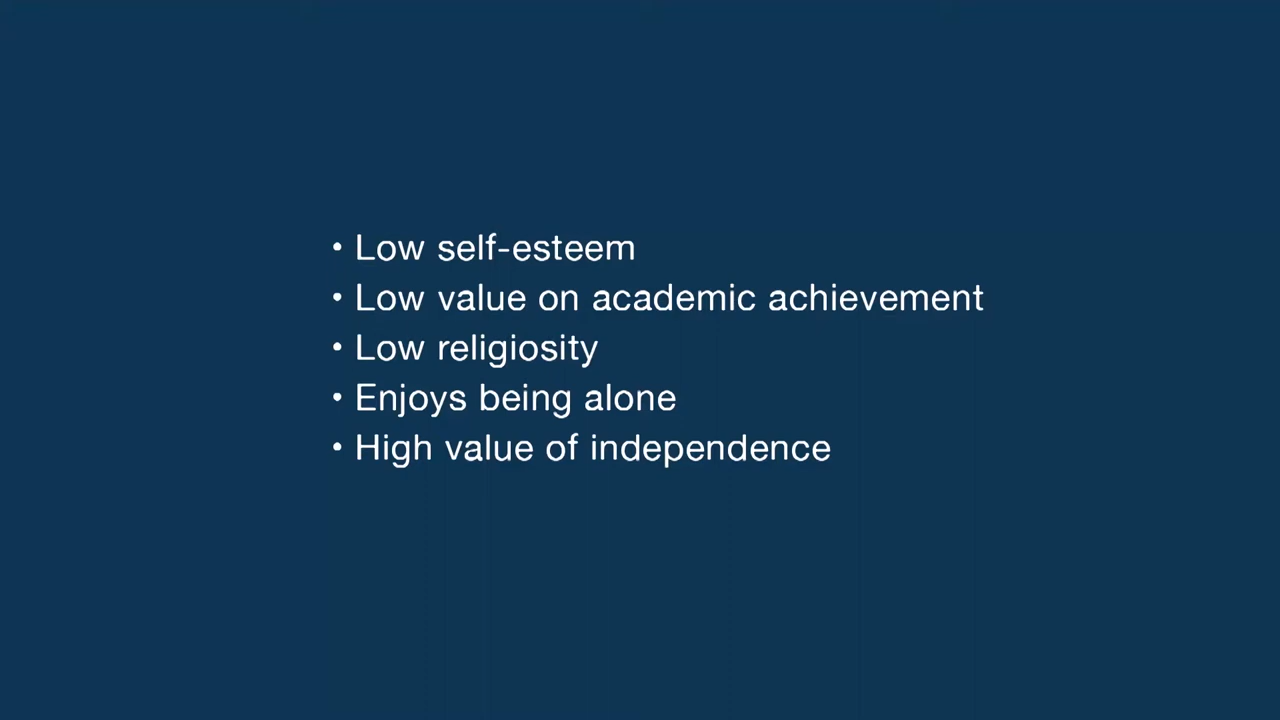 • Low self-esteem
• Low value on academic achievement
• Low religiosity
• Enjoys being alone
• High value of independence